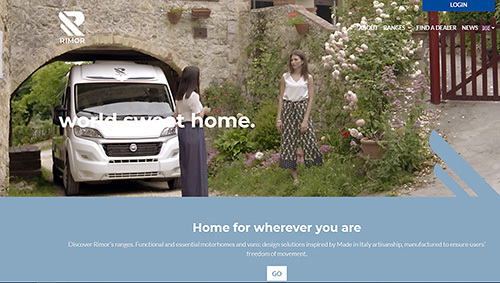 LOGIN
RIMOR
ABOUT RANGES FIND A DEALER NEWS
world sweet home.
Home for wherever you are
Discover Rimor's ranges. Functional and essential motorhomes and vans: design solutions inspired by Made in Italy artisanship, manufactured to ensure users'
freedom of movement.
GO